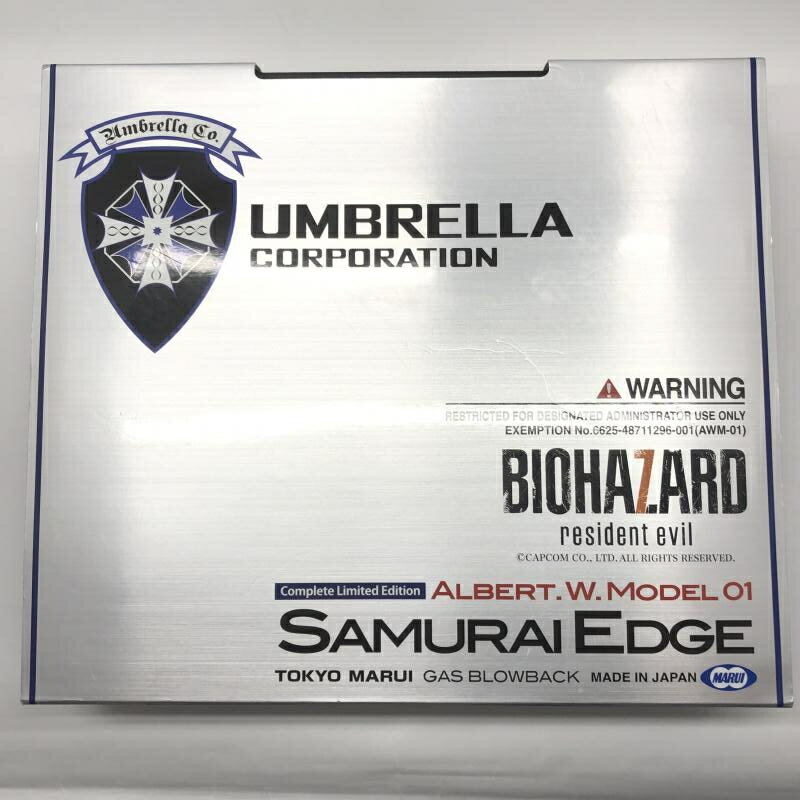 Umbrella Co.
UMBRELLA
CORPORATION
WARNING
RESTRICTED FOR DESIGNATED ADMINISTRATOR USE ONLY
EXEMPTION No.6625-48711296-001(AWM-01)
BIOHAZARD
resident evil
©CAPCOM CO., LTD. ALL RIGHTS RESERVED.
Complete Limited Edition ALBERT.W.MODEL 01
SAMURAI EDGE
TOKYO MARUI GAS BLOWBACK MADE IN JAPAN MARUI